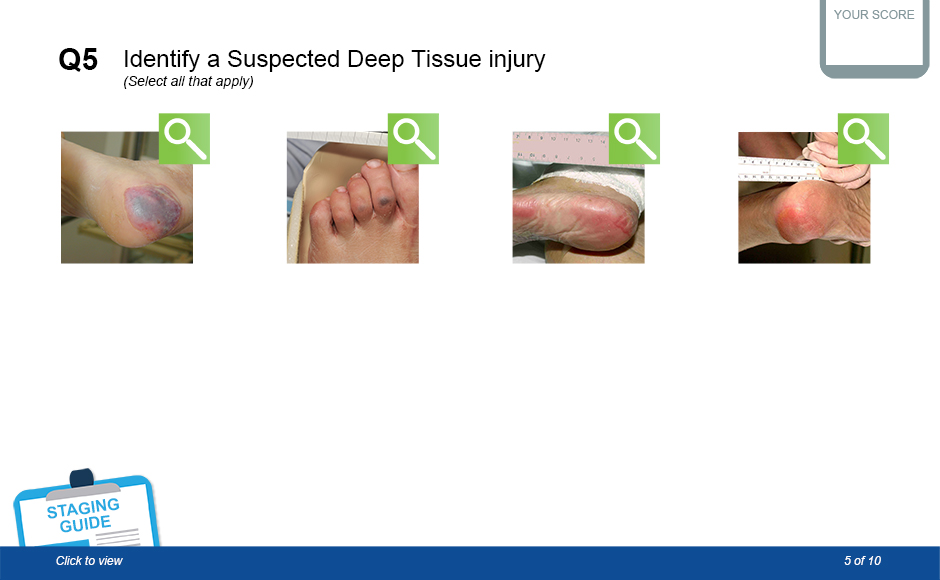 YOUR SCORE
Q5 Identify a Suspected Deep Tissue injury
(Select all that apply)
STAGING
GUIDE
Click to view
5 of 10